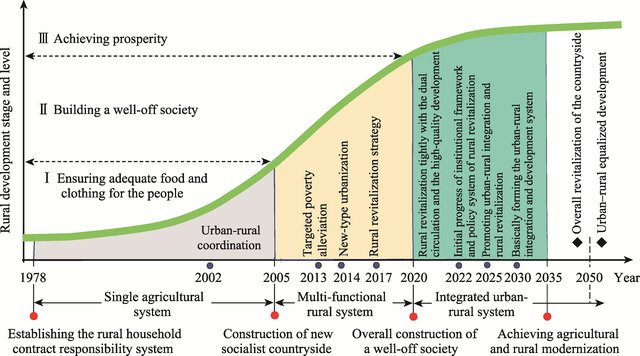 Rural development stage and level
III Achieving prosperity
II Building a well-off society
I Ensuring adequate food and
clothing for the people
Urban-rural
coordination
Targeted poverty
alleviation
New-type urbanization
Rural revitalization strategy
Rural revitalization tightly with the dual
circulation and the high-quality development
Initial progress of institutional framework
and policy system of rural revitalization
Promoting urban-rural integration and
rural revitalization
Basically forming the urban-rural
integration and development system
Overall revitalization of the countryside
Urban-rural equalized development
1978 2002 2005 2013 2014 2017 2020 2022 2025 2030 2035 2050 Year
Single agricultural
system
Multi-functional
rural system
Integrated urban-
rural system
Establishing the rural household
contract responsibility system
Construction of new
socialist countryside
Overall construction of
a well-off society
Achieving agricultural
and rural modernization